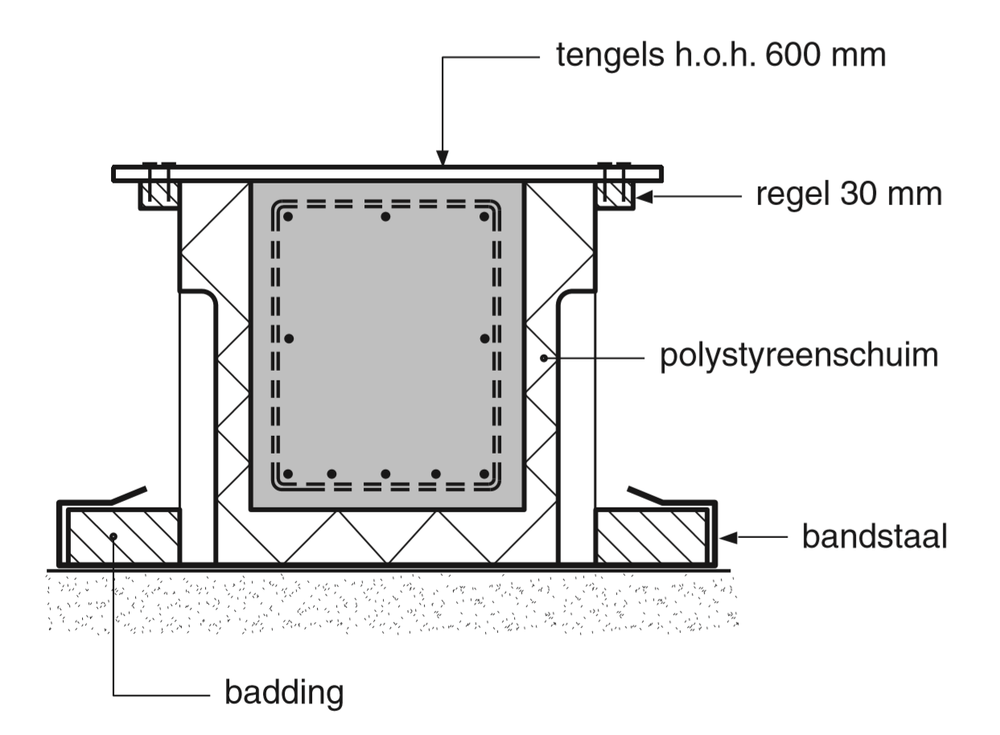 tengels h.o.h. 600 mm
regel 30 mm
polystyreenschuim
bandstaal
badding